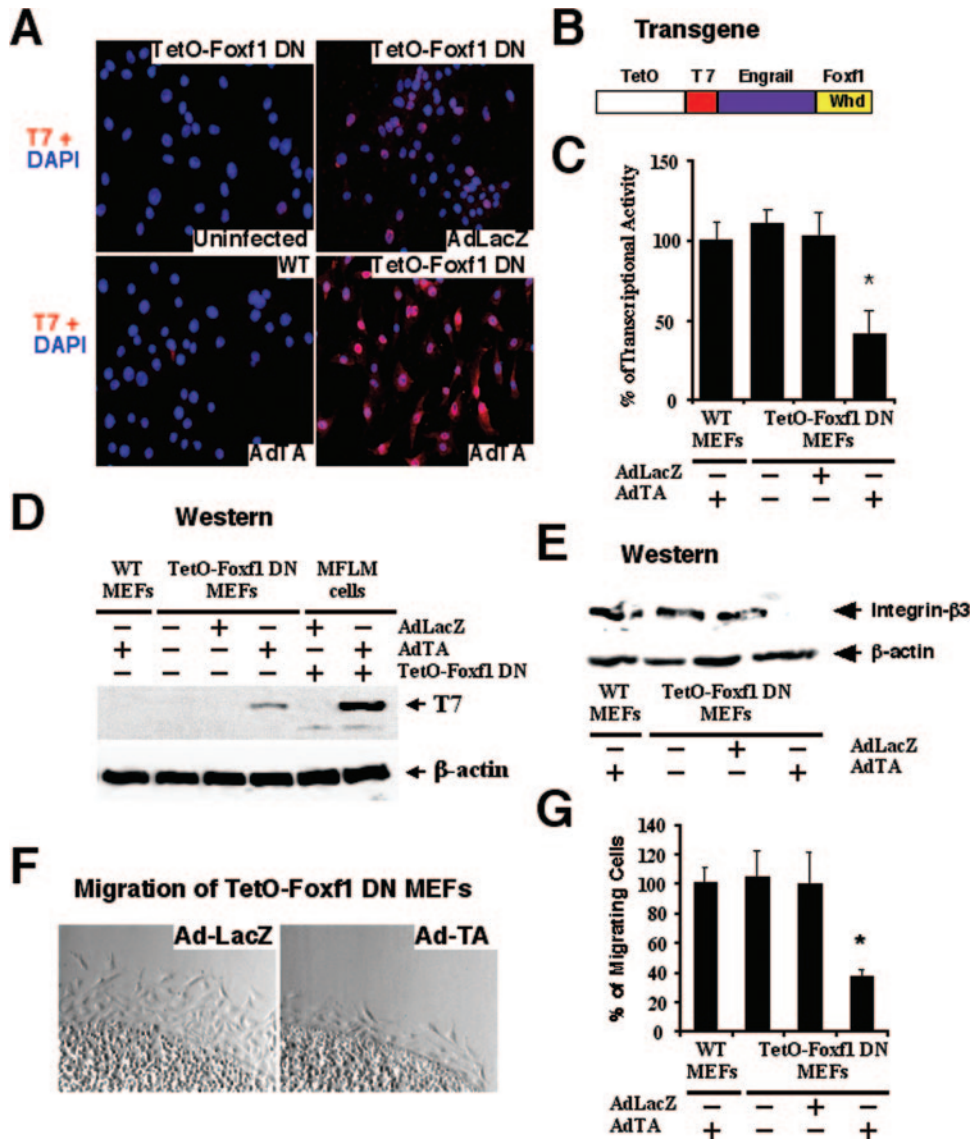 A
TetO-Foxf1 DN
TetO-Foxf1 DN
T7 +
DAPI
Uninfected
AdLacZ
WT
TetO-Foxf1 DN
T7 +
DAPI
AdTA
AdTA
B
Transgene
TetO T7 Engrail Foxf1
Whd
C
% of Transcriptional Activity
150
100
50
0
*
WT
MEFs
TetO-Foxf1 DN
MEFs
AdLacZ − − + −
AdTA + − − +
D
Western
WT
MEFs
TetO-Foxf1 DN
MEFs
MFLM
cells
− − + − + − AdLacZ
+ − − + − + AdTA
− − − − + + TetO-Foxf1 DN
T7
β-actin
E
Western
Integrin-β3
β-actin
WT
MEFs
TetO-Foxf1 DN
MEFs
− − + − AdLacZ
+ − − + AdTA
F
Migration of TetO-Foxf1 DN MEFs
Ad-LacZ
Ad-TA
G
% of Migrating Cells
140
120
100
80
60
40
20
0
*
WT
MEFs
TetO-Foxf1 DN
MEFs
AdLacZ − − + −
AdTA + − − +